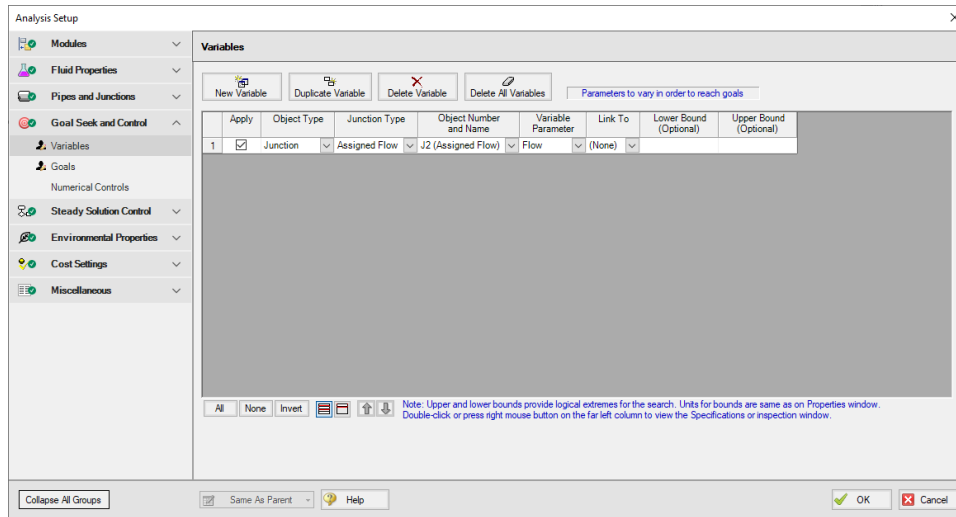 Analysis Setup
Modules
Fluid Properties
Pipes and Junctions
Goal Seek and Control
Variables
Goals
Numerical Controls
Steady Solution Control
Environmental Properties
Cost Settings
Miscellaneous
Variables
New Variable Duplicate Variable Delete Variable Delete All Variables Parameters to vary in order to reach goals
Apply Object Type Junction Type Object Number and Name Variable Parameter Link To Lower Bound (Optional) Upper Bound (Optional)
1 Junction Assigned Flow J2 (Assigned Flow) Flow (None)
All None Invert
Note: Upper and lower bounds provide logical extremes for the search. Units for bounds are same as on Properties window.
Double-click or press right mouse button on the far left column to view the Specifications or inspection window.
Collapse All Groups Same As Parent Help OK Cancel